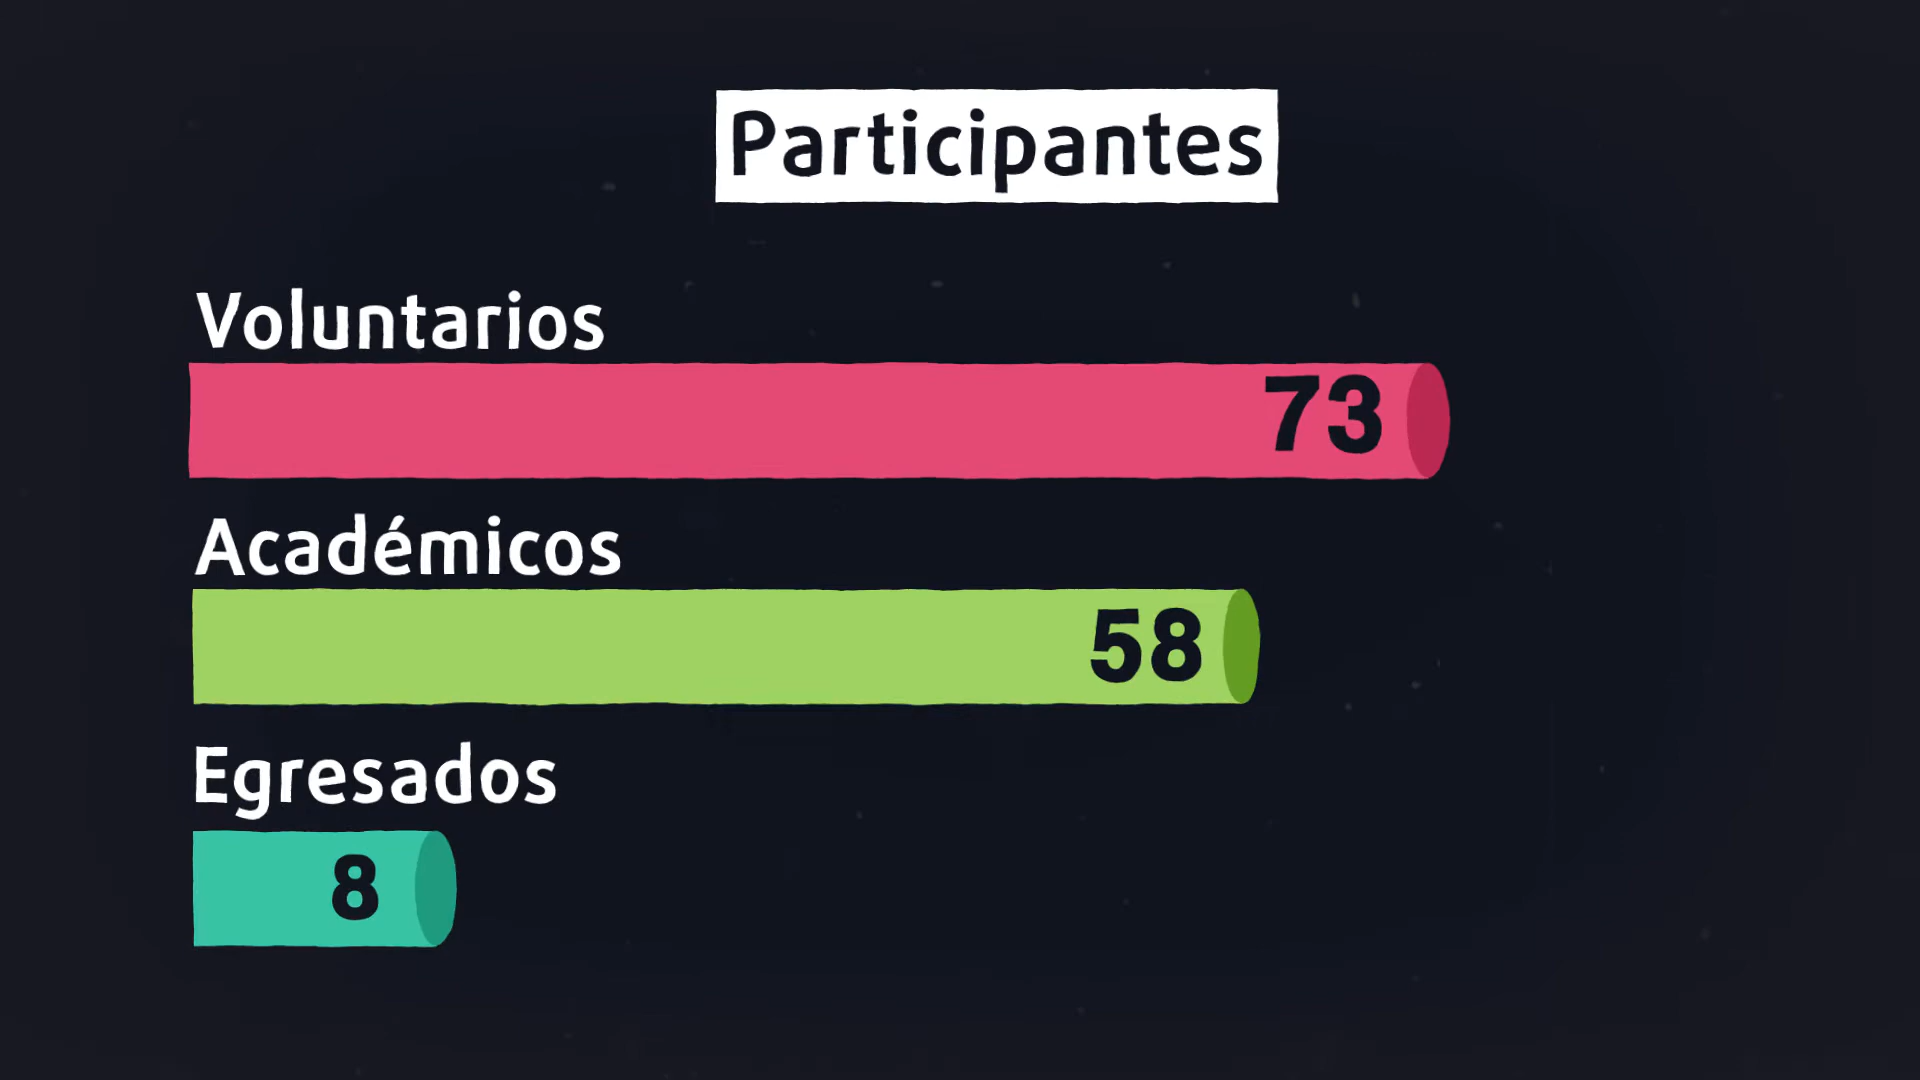 Participantes
Voluntarios
73
Académicos
58
Egresados
8